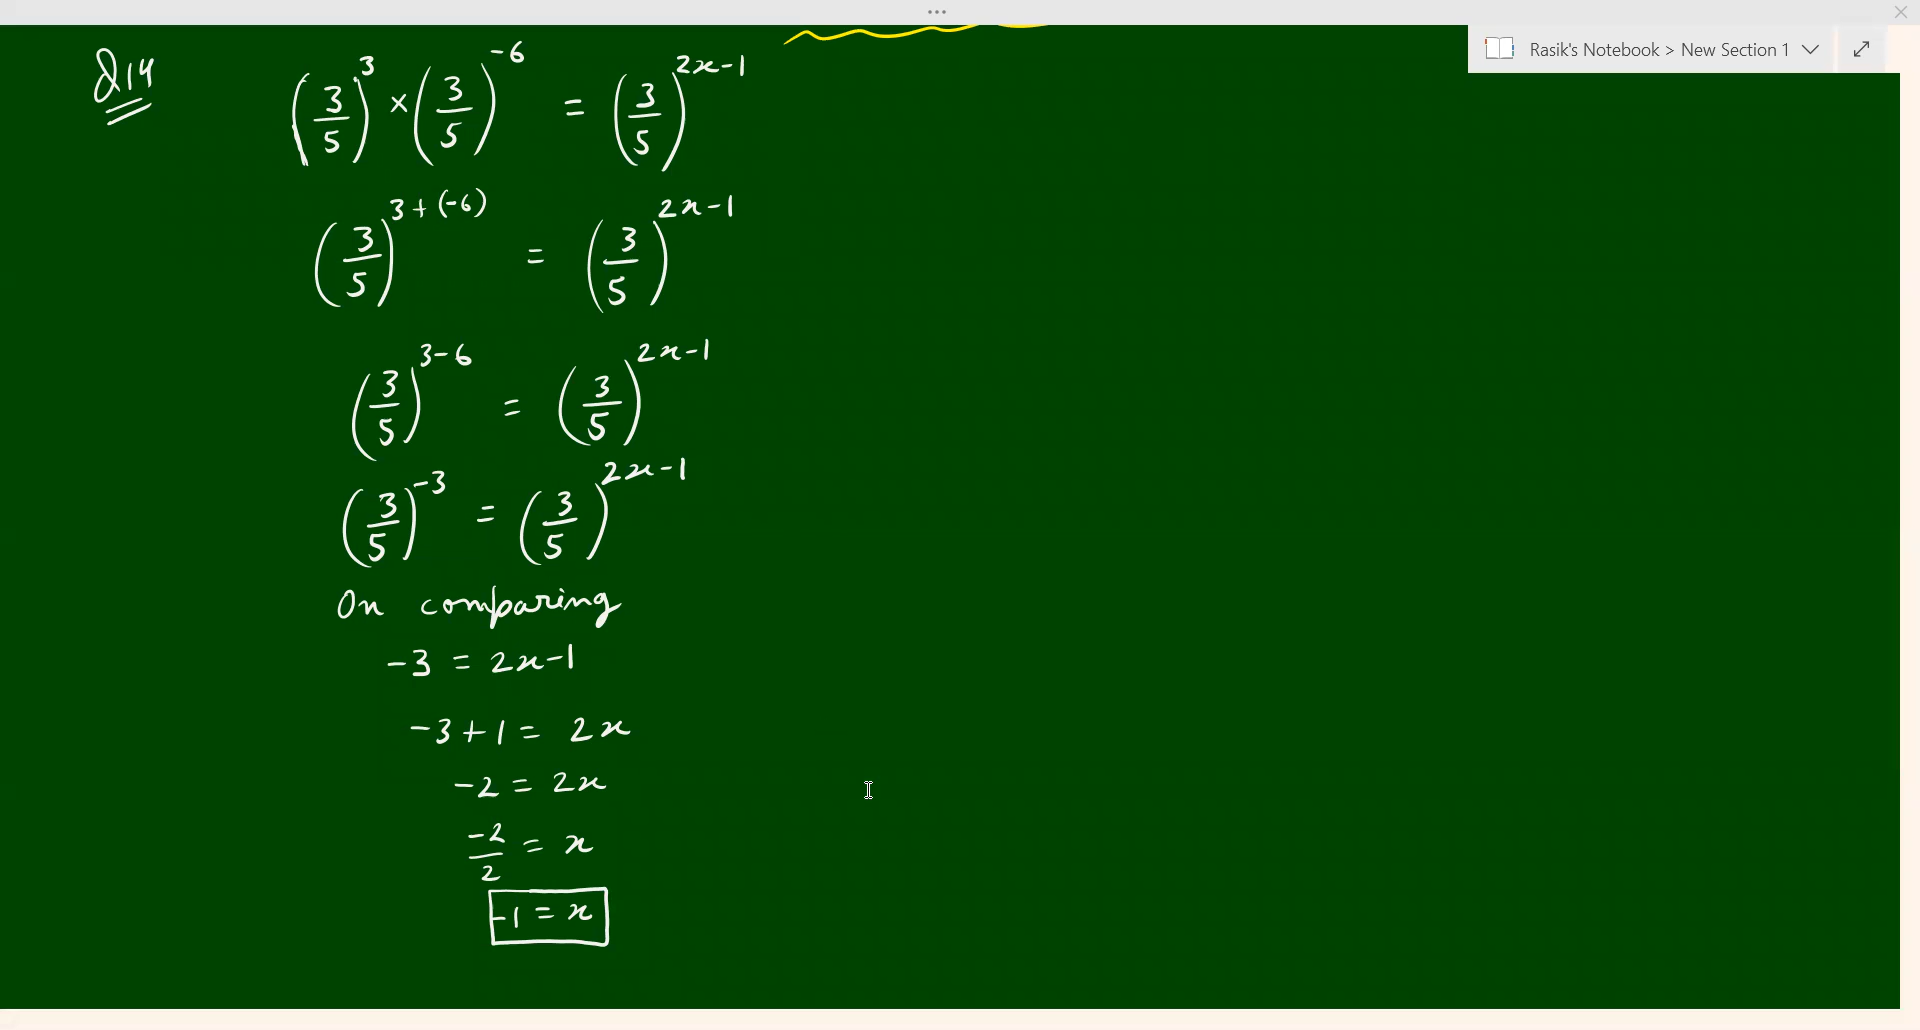 Rasik's Notebook > New Section 1
Q14 (3/5)^3 × (3/5)^-6 = (3/5)^2x-1
(3/5)^3+(-6) = (3/5)^2x-1
(3/5)^3-6 = (3/5)^2x-1
(3/5)^-3 = (3/5)^2x-1
On comparing
-3 = 2x-1
-3+1 = 2x
-2 = 2x
-2/2 = x
-1 = x